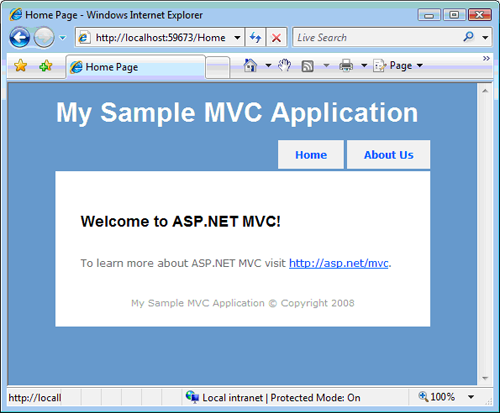 Home Page - Windows Internet Explorer
http://localhost:59673/Home
Live Search
Home Page
Page
My Sample MVC Application
Home
About Us
Welcome to ASP.NET MVC!
To learn more about ASP.NET MVC visit http://asp.net/mvc.
My Sample MVC Application © Copyright 2008
http://locall
Local intranet | Protected Mode: On
100%